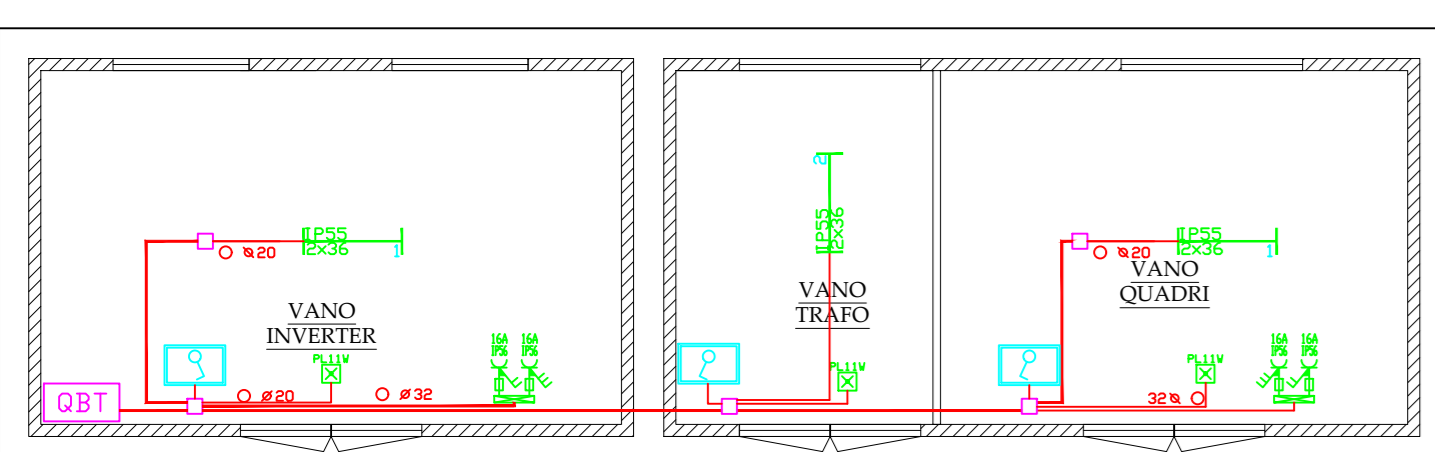 IP55
2x36
1
ø20
VANO
INVERTER
16A
IP56
16A
IP56
PL11W
QBT
ø20
ø32
2
IP55
2x36
VANO
TRAFO
PL11W
IP55
2x36
1
ø20
VANO
QUADRI
16A
IP56
16A
IP56
PL11W
32ø